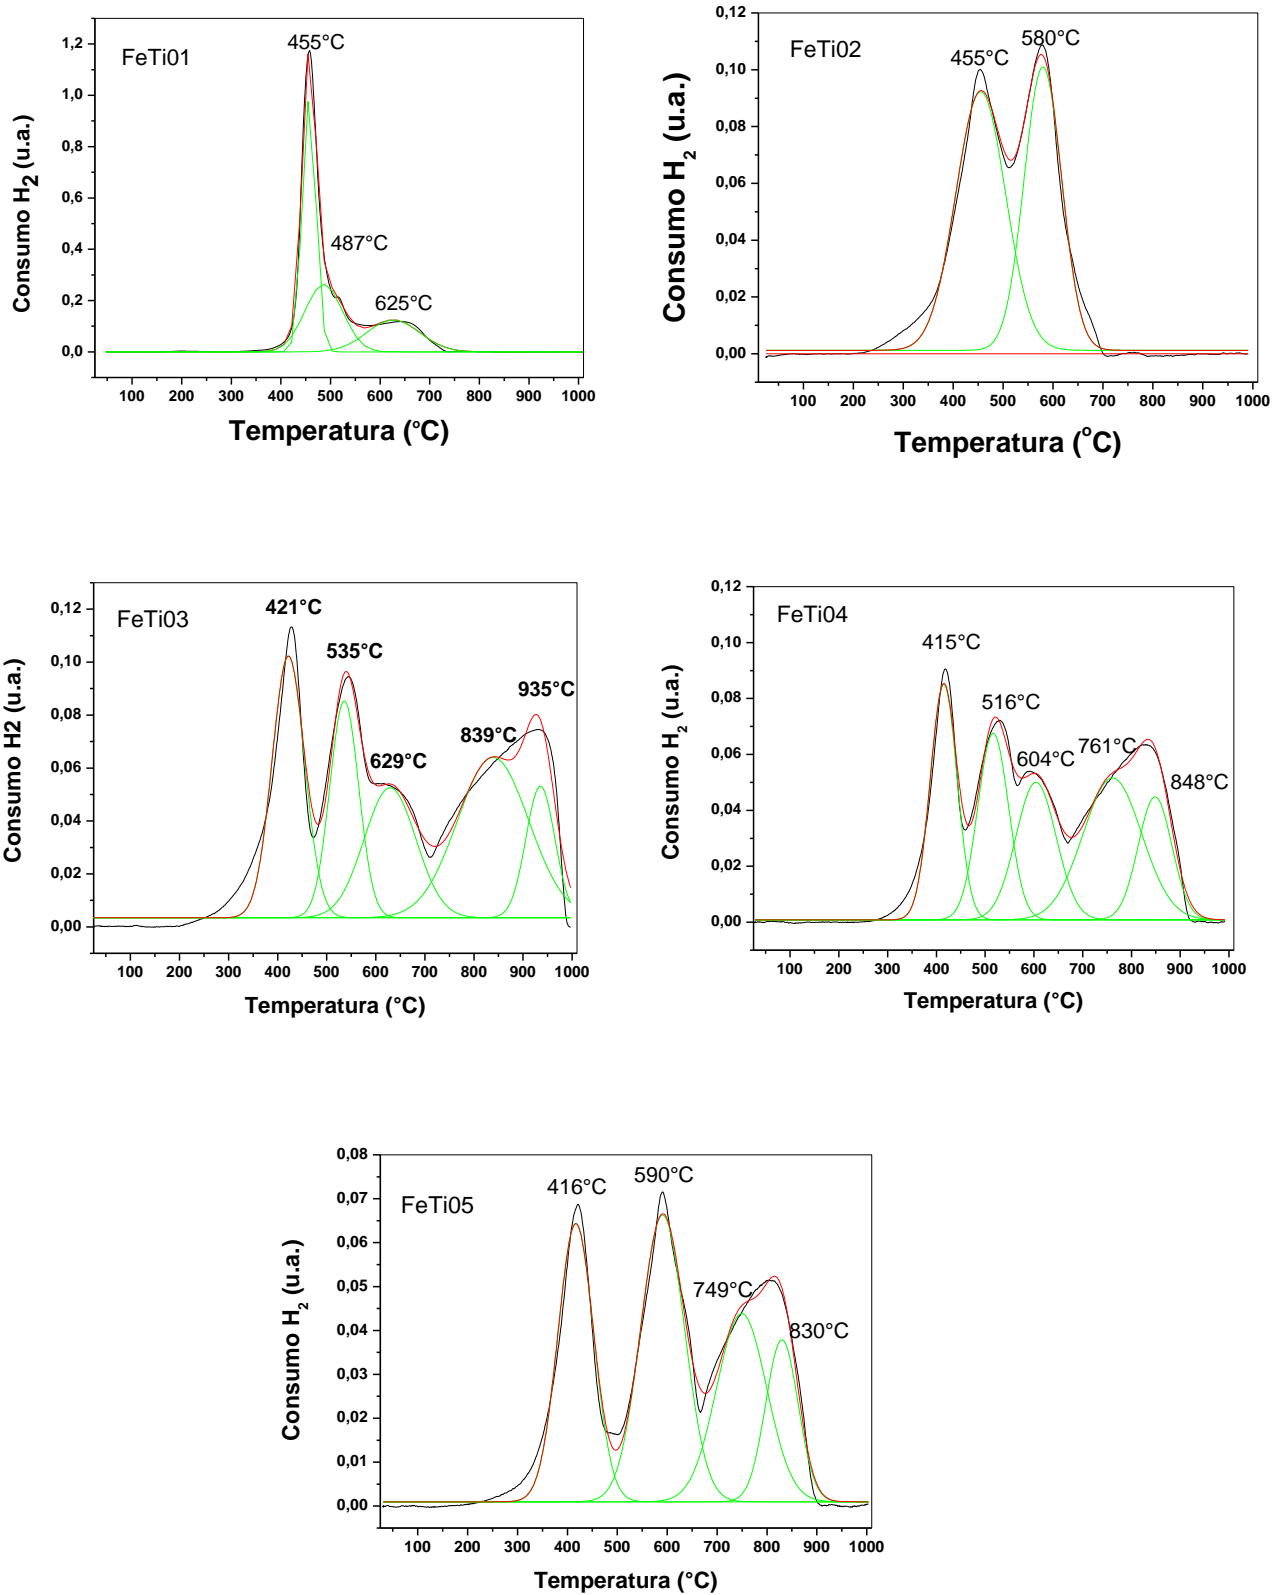 FeTi01
455°C
487°C
625°C
1,2
1,0
0,8
0,6
0,4
0,2
0,0
Consumo H2 (u.a.)
100 200 300 400 500 600 700 800 900 1000
Temperatura (°C)
FeTi02
455°C
580°C
0,12
0,10
0,08
0,06
0,04
0,02
0,00
Consumo H2 (u.a.)
100 200 300 400 500 600 700 800 900 1000
Temperatura (°C)
FeTi03
421°C
535°C
629°C
839°C
935°C
0,12
0,10
0,08
0,06
0,04
0,02
0,00
Consumo H2 (u.a.)
100 200 300 400 500 600 700 800 900 1000
Temperatura (°C)
FeTi04
415°C
516°C
604°C
761°C
848°C
0,12
0,10
0,08
0,06
0,04
0,02
0,00
Consumo H2 (u.a.)
100 200 300 400 500 600 700 800 900 1000
Temperatura (°C)
FeTi05
416°C
590°C
749°C
830°C
0,08
0,07
0,06
0,05
0,04
0,03
0,02
0,01
0,00
Consumo H2 (u.a.)
100 200 300 400 500 600 700 800 900 1000
Temperatura (°C)